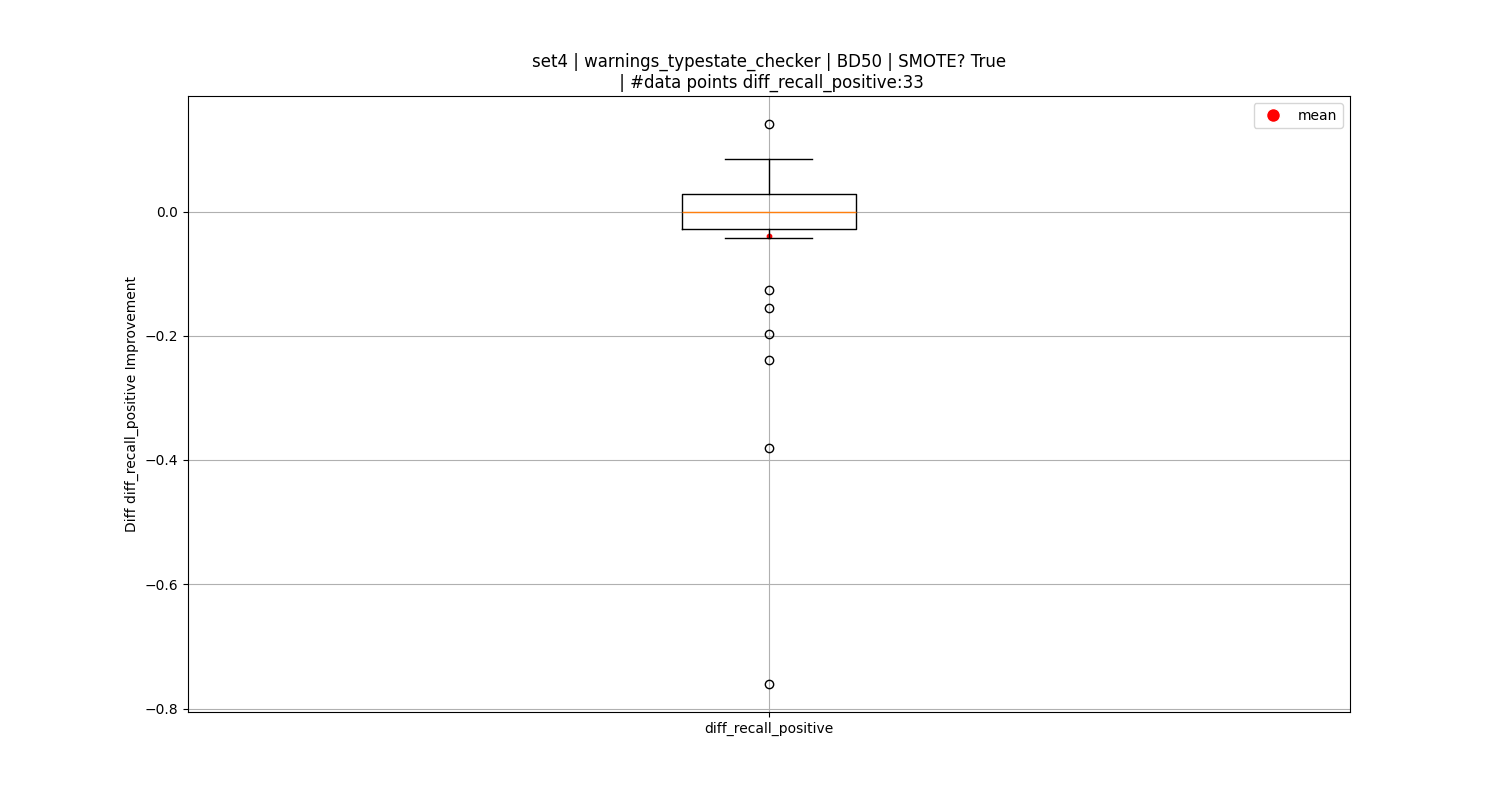 set4 | warnings_typestate_checker | BD50 | SMOTE? True
| #data points diff_recall_positive:33
mean
0.0
−0.2
−0.4
−0.6
−0.8
Diff diff_recall_positive Improvement
diff_recall_positive